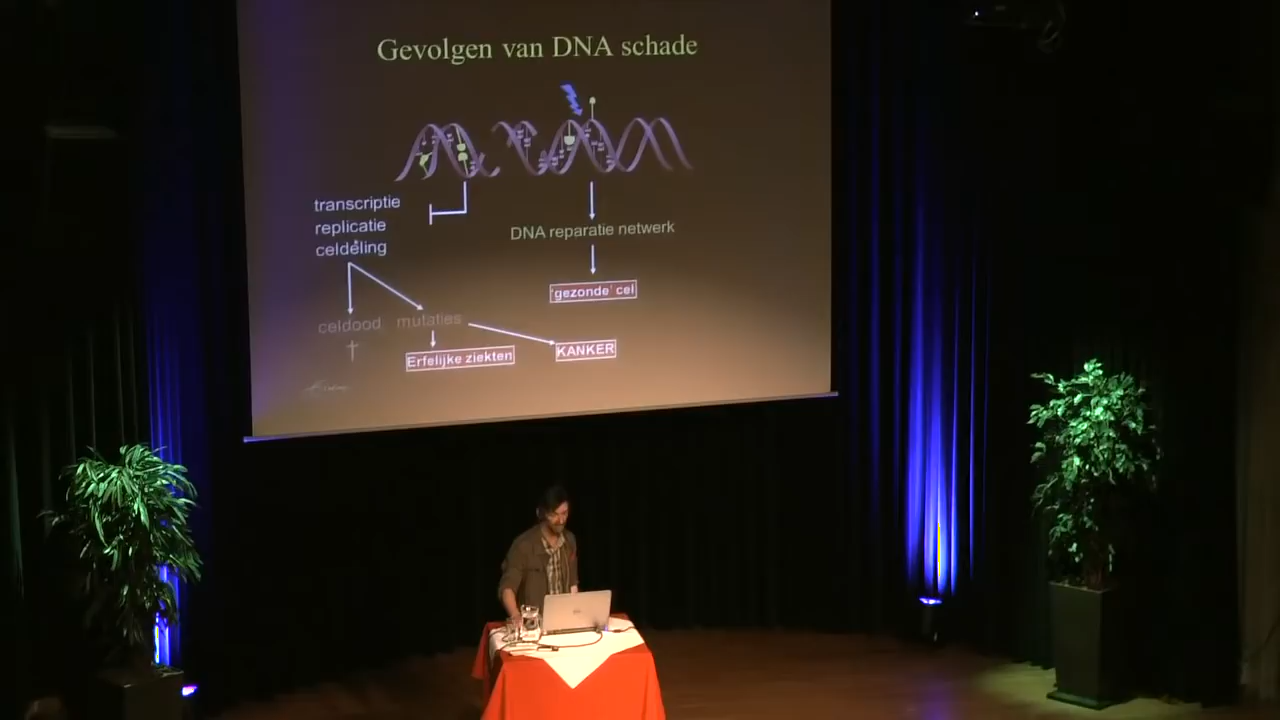 Gevolgen van DNA schade
transcriptie
replicatie
celdeling
DNA reparatie netwerk
'gezonde' cel
celdood mutaties
Erfelijke ziekten
KANKER